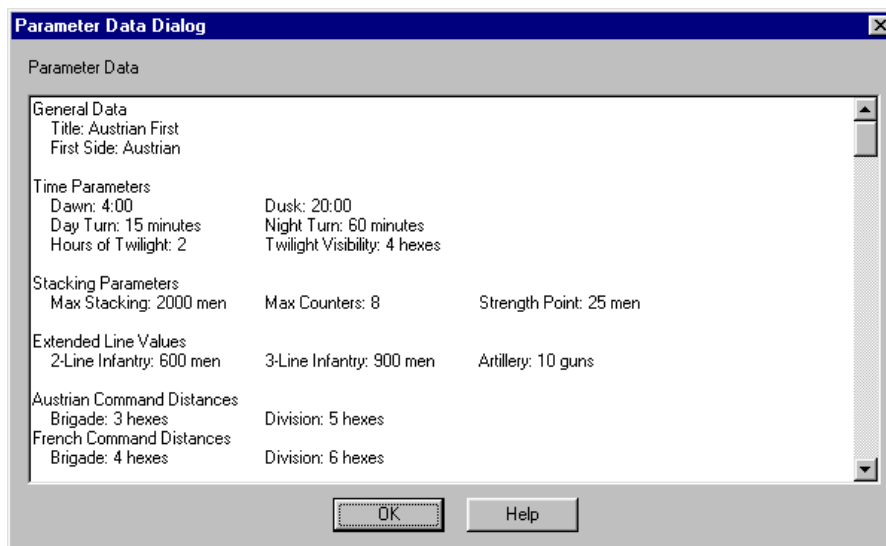 Parameter Data Dialog
Parameter Data
General Data
Title: Austrian First
First Side: Austrian
Time Parameters
Dawn: 4:00 Dusk: 20:00
Day Turn: 15 minutes Night Turn: 60 minutes
Hours of Twilight: 2 Twilight Visibility: 4 hexes
Stacking Parameters
Max Stacking: 2000 men Max Counters: 8 Strength Point: 25 men
Extended Line Values
2-Line Infantry: 600 men 3-Line Infantry: 900 men Artillery: 10 guns
Austrian Command Distances
Brigade: 3 hexes Division: 5 hexes
French Command Distances
Brigade: 4 hexes Division: 6 hexes
OK Help